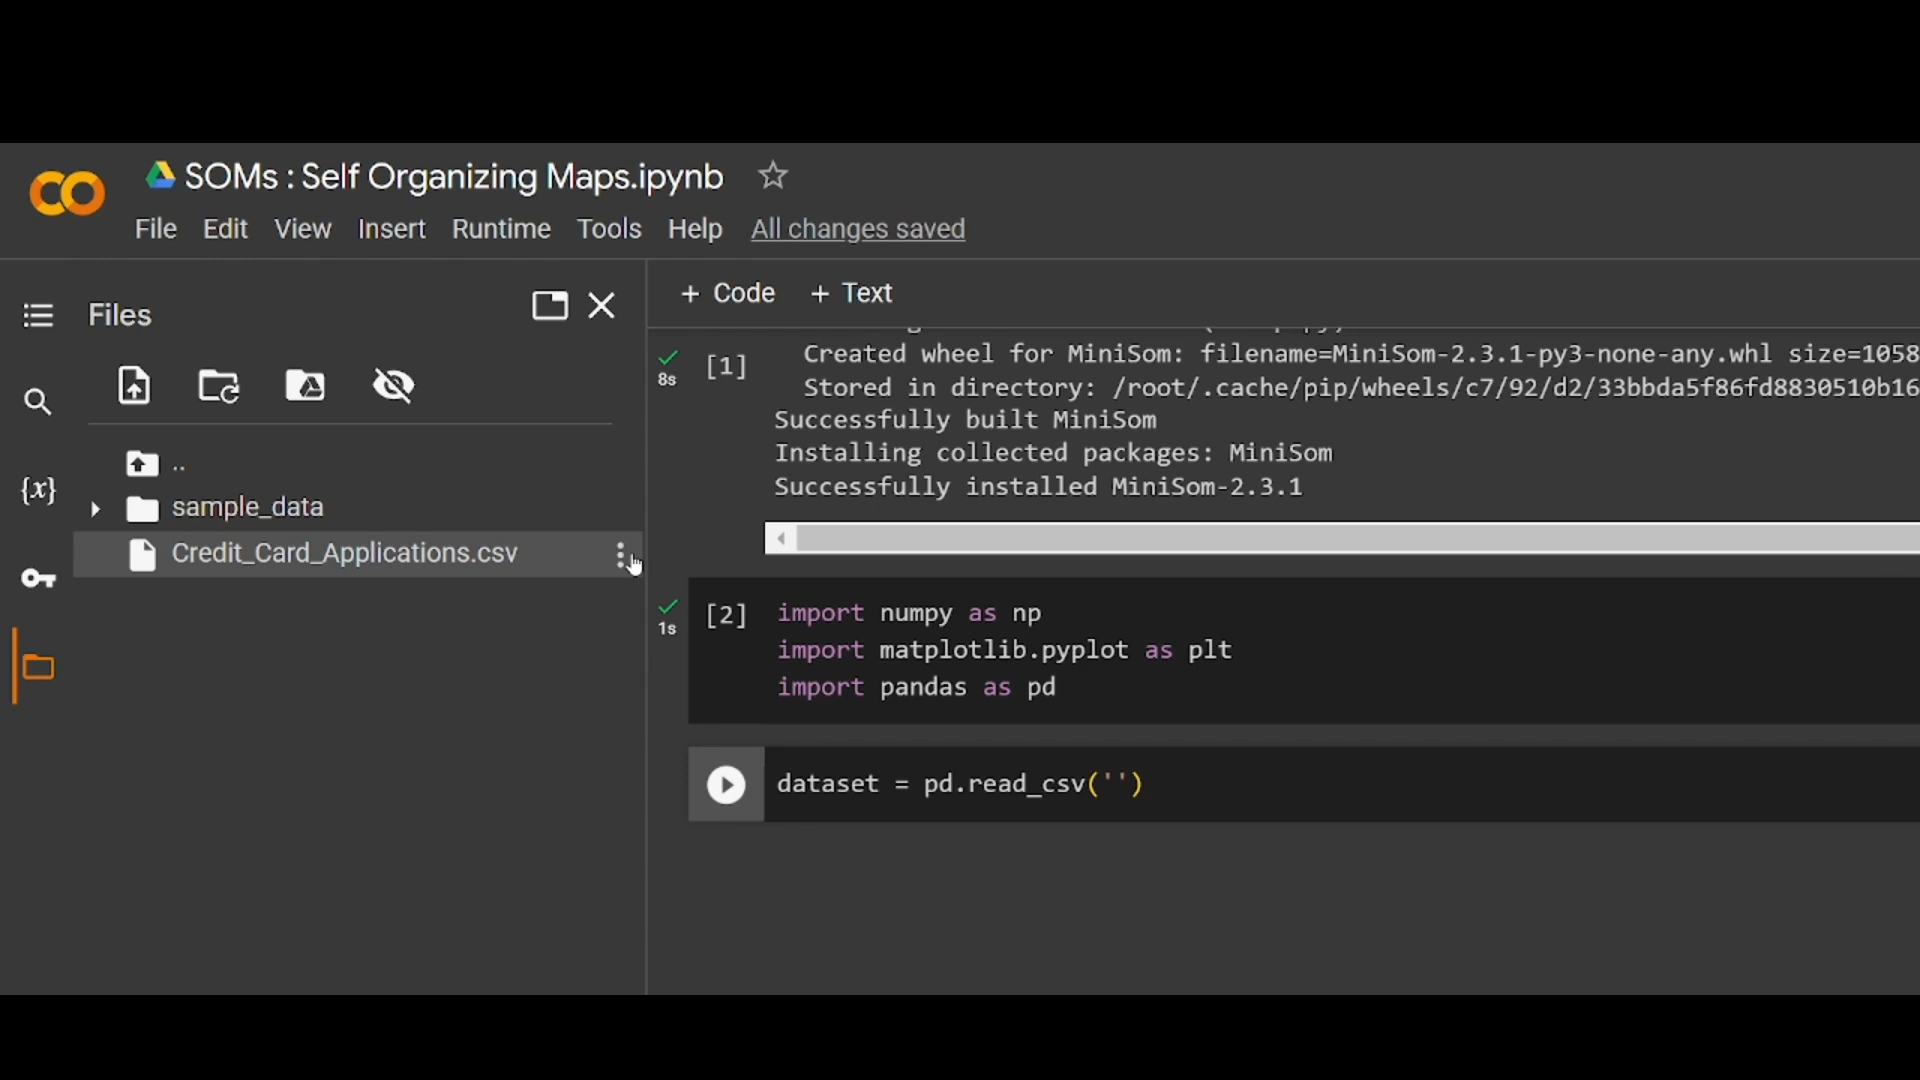 SOMs : Self Organizing Maps.ipynb
File Edit View Insert Runtime Tools Help All changes saved
Files
+ Code + Text
..
sample_data
Credit_Card_Applications.csv
{x}
8s
[1]
Created wheel for MiniSom: filename=MiniSom-2.3.1-py3-none-any.whl size=1058
Stored in directory: /root/.cache/pip/wheels/c7/92/d2/33bbda5f86fd8830510b16
Successfully built MiniSom
Installing collected packages: MiniSom
Successfully installed MiniSom-2.3.1
1s
[2]
import numpy as np
import matplotlib.pyplot as plt
import pandas as pd
dataset = pd.read_csv('')